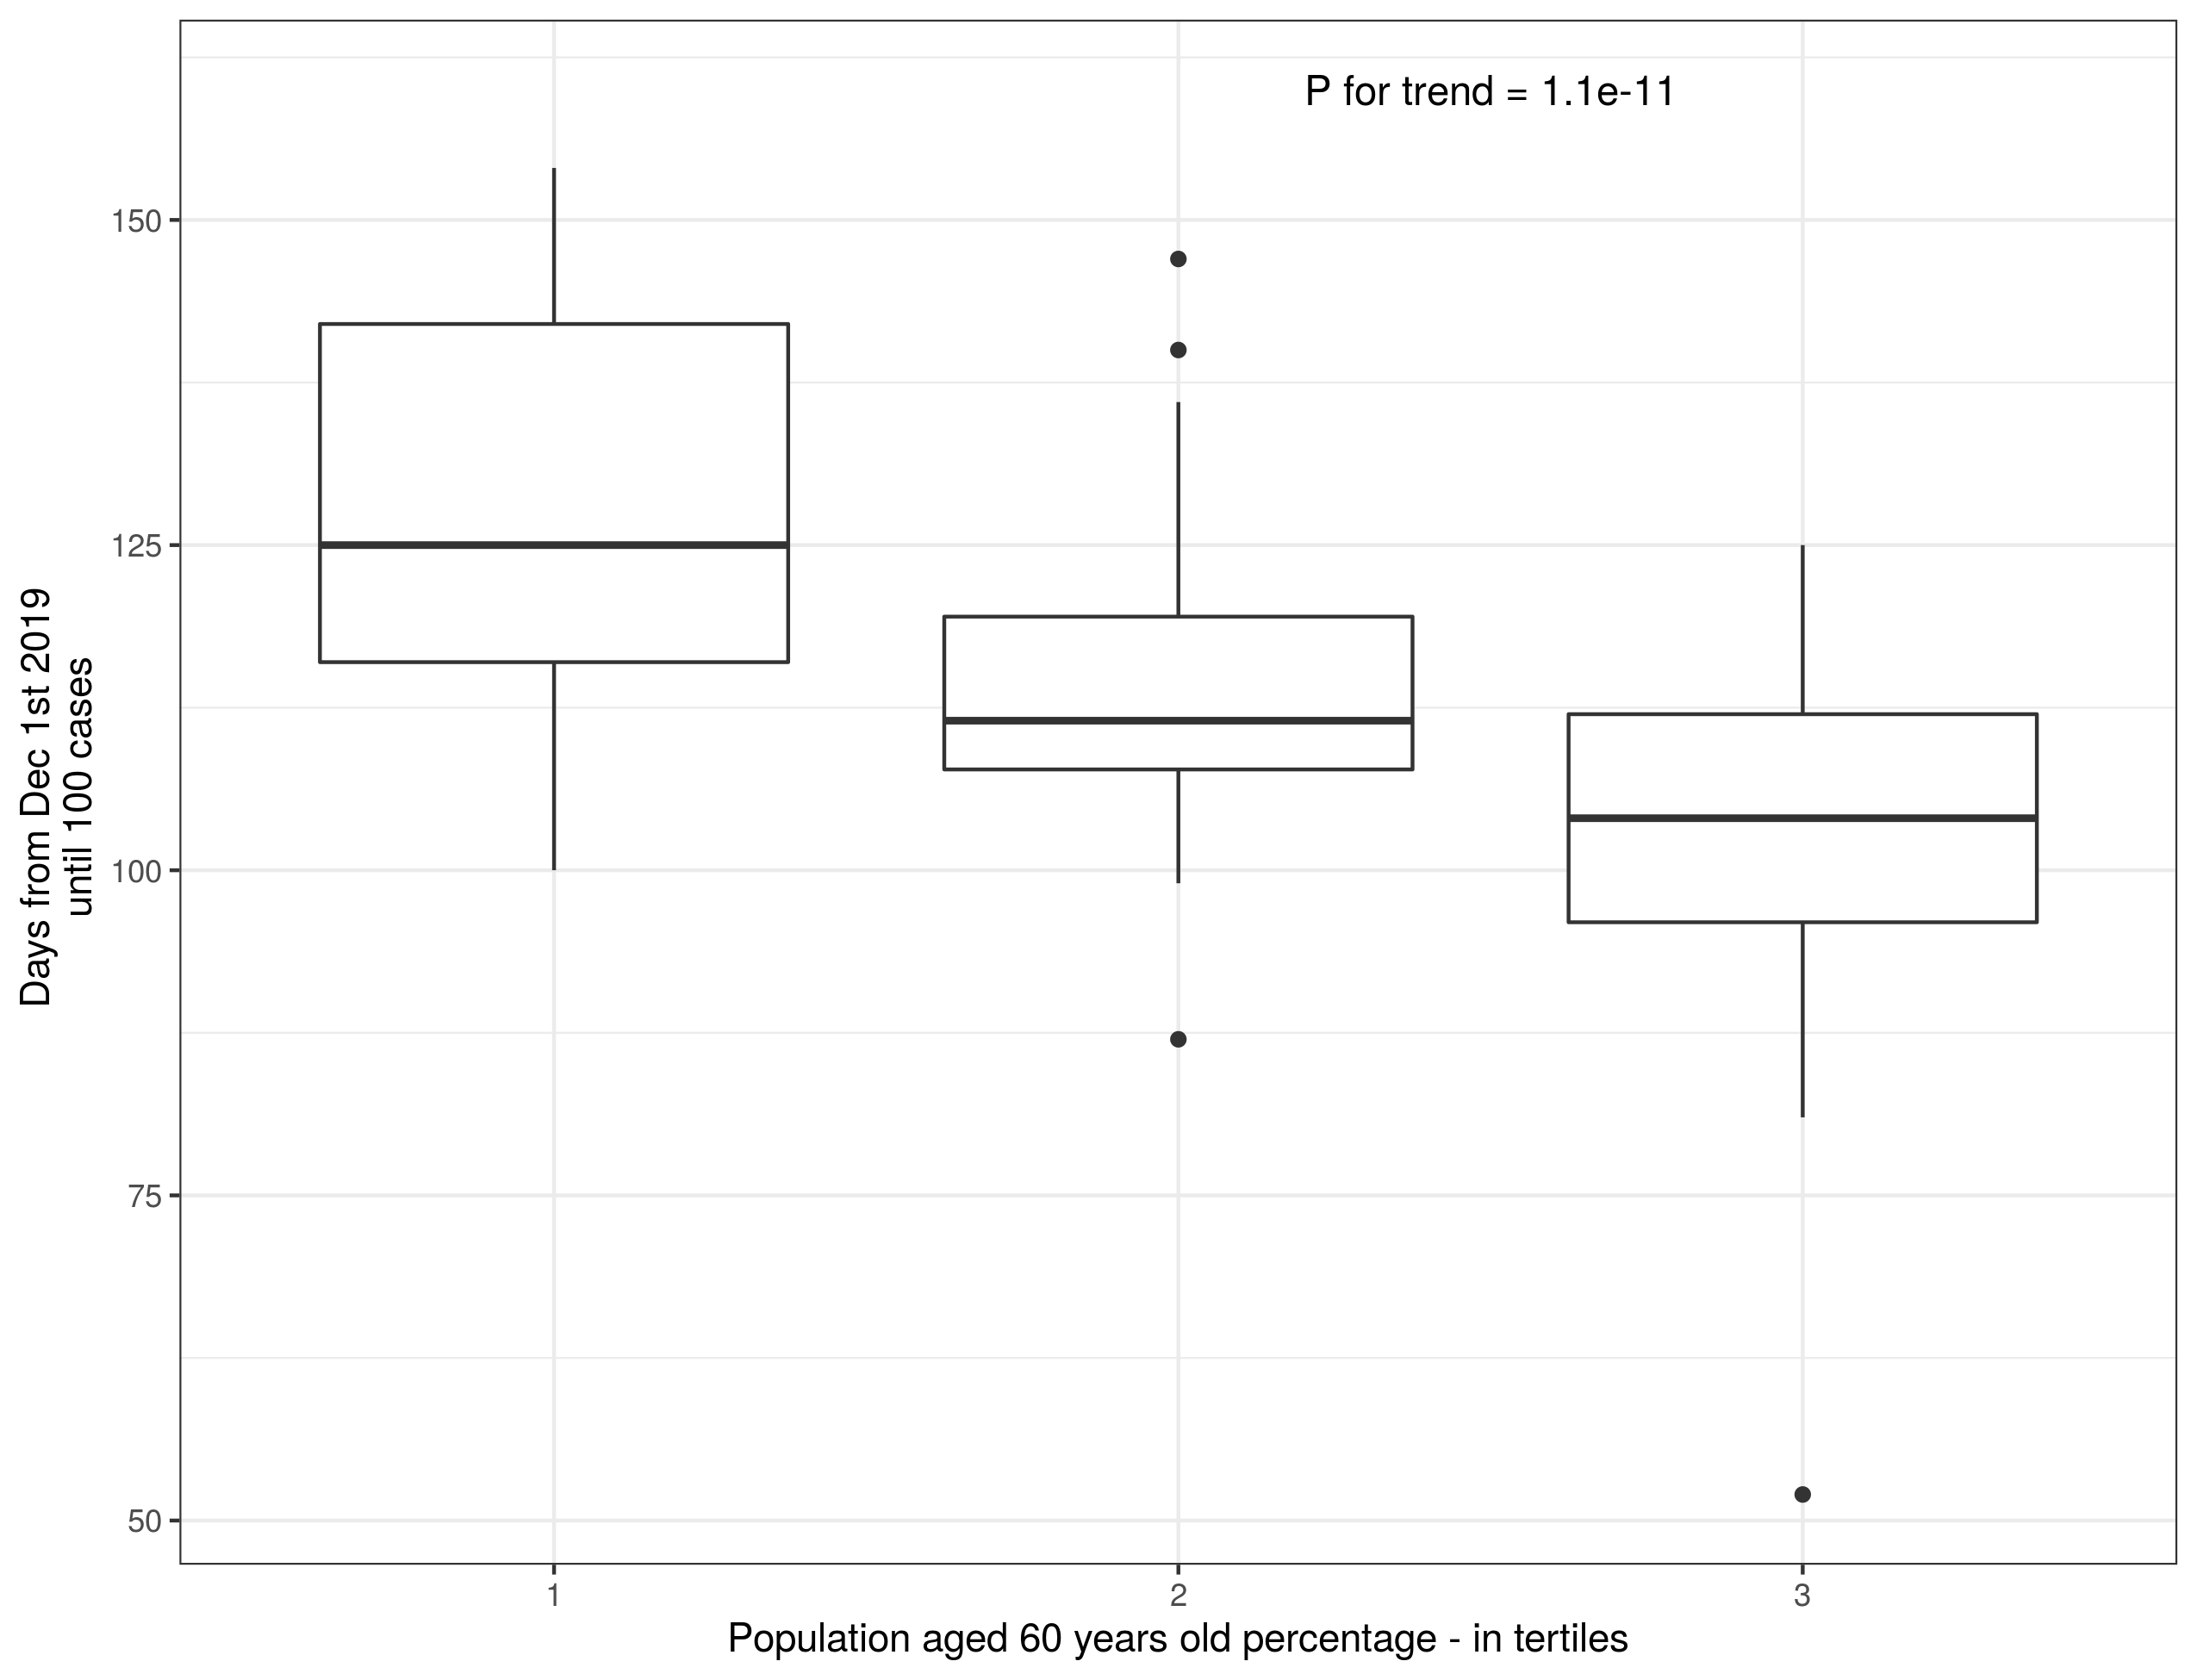 P for trend = 1.1e-11
150
125
100
75
50
Days from Dec 1st 2019
until 100 cases
1
2
3
Population aged 60 years old percentage - in tertiles